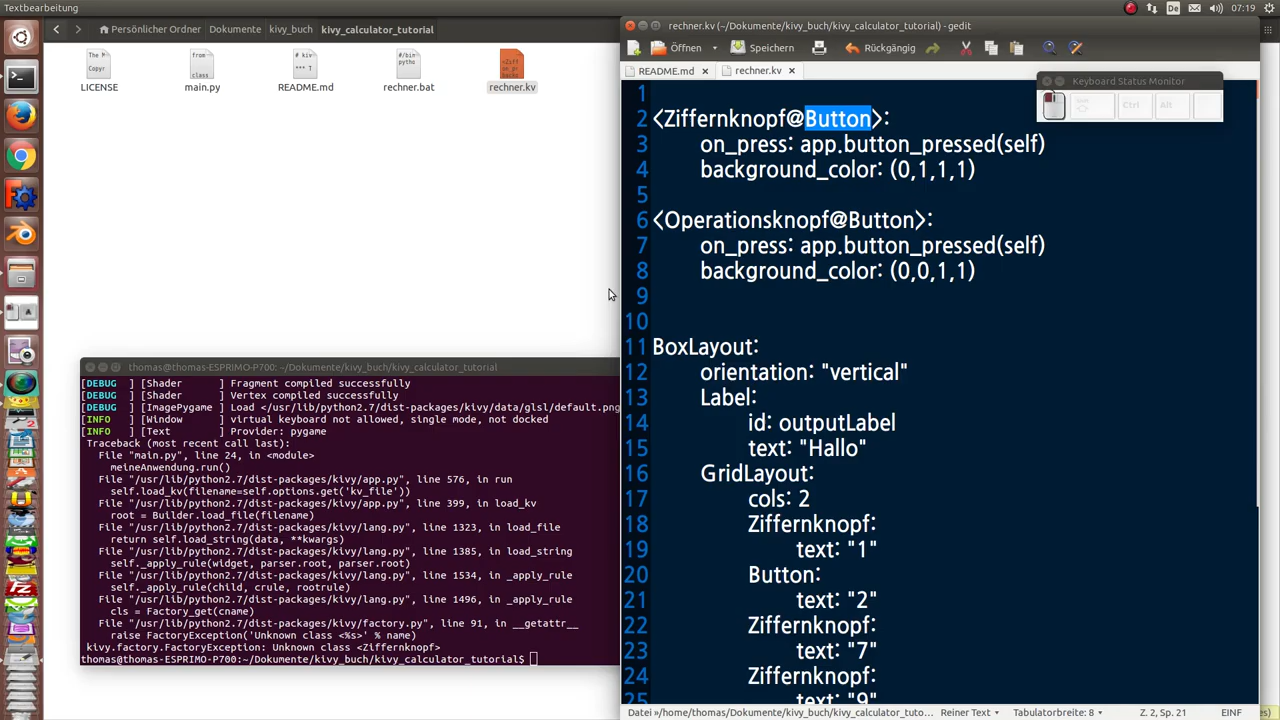 Textbearbeitung
De
07:19
Persönlicher Ordner
Dokumente
kivy_buch
kivy_calculator_tutorial
LICENSE
main.py
README.md
rechner.bat
rechner.kv
rechner.kv (~/Dokumente/kivy_buch/kivy_calculator_tutorial) - gedit
Öffnen
Speichern
Rückgängig
README.md
rechner.kv
Keyboard Status Monitor
Ctrl
Alt
1
2 <Ziffernknopf@Button>:
3 on_press: app.button_pressed(self)
4 background_color: (0,1,1,1)
5
6 <Operationsknopf@Button>:
7 on_press: app.button_pressed(self)
8 background_color: (0,0,1,1)
9
10
11 BoxLayout:
12 orientation: "vertical"
13 Label:
14 id: outputLabel
15 text: "Hallo"
16 GridLayout:
17 cols: 2
18 Ziffernknopf:
19 text: "1"
20 Button:
21 text: "2"
22 Ziffernknopf:
23 text: "7"
24 Ziffernknopf:
25 text: "9"
Datei »/home/thomas/Dokumente/kivy_buch/kivy_calculator_tuto…
Reiner Text
Tabulatorbreite: 8
Z. 2, Sp. 21
EINF
thomas@thomas-ESPRIMO-P700: ~/Dokumente/kivy_buch/kivy_calculator_tutorial
[DEBUG ] [Shader ] Fragment compiled successfully
[DEBUG ] [Shader ] Vertex compiled successfully
[DEBUG ] [ImagePygame ] Load </usr/lib/python2.7/dist-packages/kivy/data/glsl/default.png
[INFO ] [Window ] virtual keyboard not allowed, single mode, not docked
[INFO ] [Text ] Provider: pygame
Traceback (most recent call last):
File "main.py", line 24, in <module>
meineAnwendung.run()
File "/usr/lib/python2.7/dist-packages/kivy/app.py", line 576, in run
self.load_kv(filename=self.options.get('kv_file'))
File "/usr/lib/python2.7/dist-packages/kivy/app.py", line 399, in load_kv
root = Builder.load_file(filename)
File "/usr/lib/python2.7/dist-packages/kivy/lang.py", line 1323, in load_file
return self.load_string(data, **kwargs)
File "/usr/lib/python2.7/dist-packages/kivy/lang.py", line 1385, in load_string
self._apply_rule(widget, parser.root, parser.root)
File "/usr/lib/python2.7/dist-packages/kivy/lang.py", line 1534, in _apply_rule
self._apply_rule(child, crule, rootrule)
File "/usr/lib/python2.7/dist-packages/kivy/lang.py", line 1496, in _apply_rule
cls = Factory_get(cname)
File "/usr/lib/python2.7/dist-packages/kivy/factory.py", line 91, in __getattr__
raise FactoryException('Unknown class <%s>' % name)
kivy.factory.FactoryException: Unknown class <Ziffernknopf>
thomas@thomas-ESPRIMO-P700:~/Dokumente/kivy_buch/kivy_calculator_tutorial$